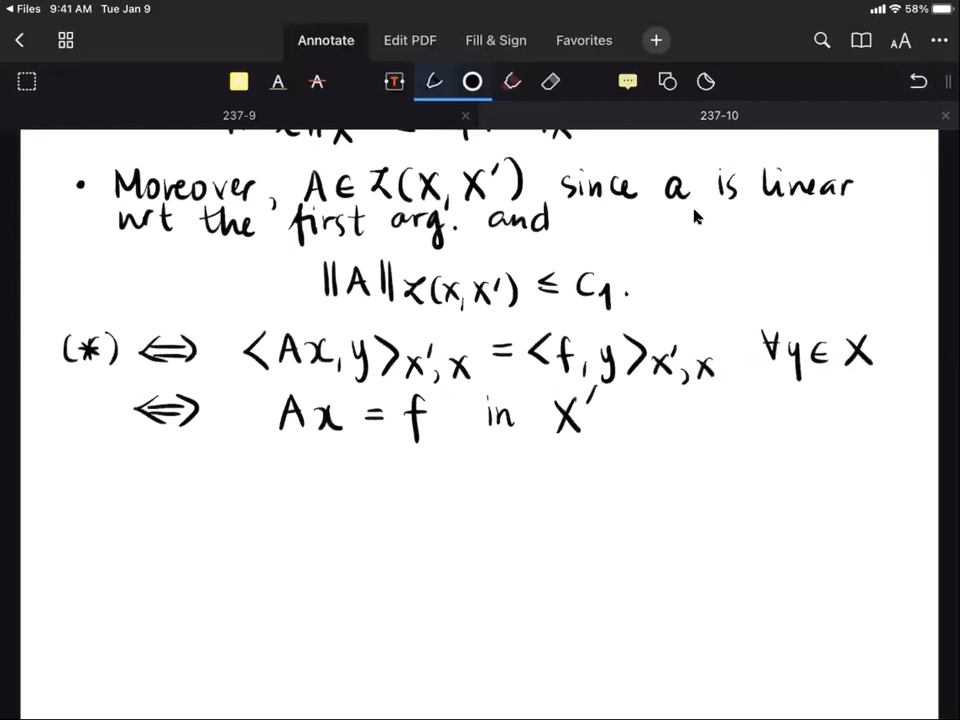 Files 9:41 AM Tue Jan 9 58%
Annotate Edit PDF Fill & Sign Favorites
237-9 237-10
• Moreover, A ∈ ℒ(X, X') since a is linear
wrt the first arg. and
‖A‖ ℒ(X, X') ≤ C₁.
(*) ⟺ <Ax, y>X', X = <f, y>X', X ∀y ∈ X
⟺ Ax = f in X'